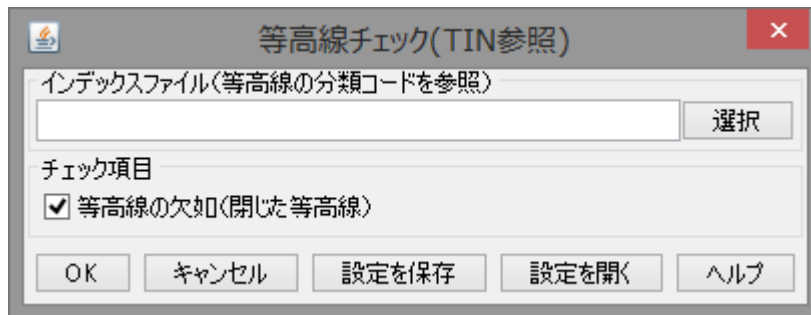 等高線チェック(TIN参照)
インデックスファイル(等高線の分類コードを参照)
選択
チェック項目
等高線の欠如(閉じた等高線)
OK キャンセル 設定を保存 設定を開く ヘルプ